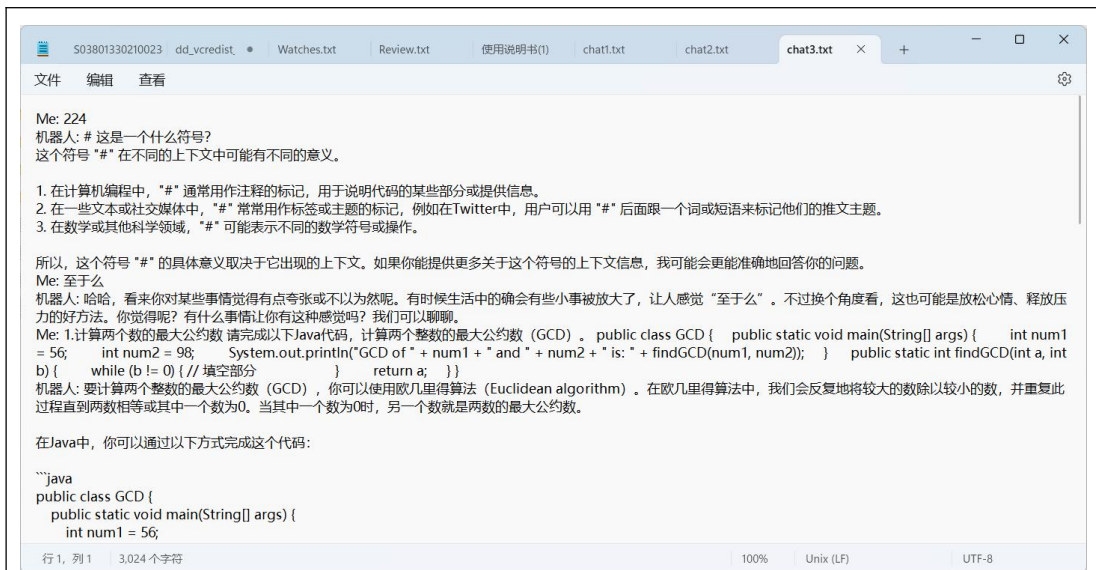 S03801330210023 dd_vcredist_ ● Watches.txt Review.txt 使用说明书(1) chat1.txt chat2.txt chat3.txt
文件 编辑 查看
Me: 224
机器人: # 这是一个什么符号?
这个符号 "#" 在不同的上下文中可能有不同的意义。
1. 在计算机编程中，"#" 通常用作注释的标记，用于说明代码的某些部分或提供信息。
2. 在一些文本或社交媒体中，"#" 常常用作标签或主题的标记，例如在Twitter中，用户可以用 "#" 后面跟一个词或短语来标记他们的推文主题。
3. 在数学或其他科学领域，"#" 可能表示不同的数学符号或操作。
所以，这个符号 "#" 的具体意义取决于它出现的上下文。如果你能提供更多关于这个符号的上下文信息，我可能会更能准确地回答你的问题。
Me: 至于么
机器人: 哈哈，看来你对某些事情觉得有点夸张或不以为然呢。有时候生活中的确会有些小事被放大了，让人感觉“至于么”。不过换个角度看，这也可能是放松心情、释放压
力的好方法。你觉得呢？有什么事情让你有这种感觉吗？我们可以聊聊。
Me: 1.计算两个数的最大公约数 请完成以下Java代码，计算两个整数的最大公约数（GCD）。 public class GCD { public static void main(String[] args) { int num1
= 56; int num2 = 98; System.out.println("GCD of " + num1 + " and " + num2 + " is: " + findGCD(num1, num2)); } public static int findGCD(int a, int
b) { while (b != 0) { // 填空部分 } return a; } }
机器人: 要计算两个整数的最大公约数（GCD），你可以使用欧几里得算法（Euclidean algorithm）。在欧几里得算法中，我们会反复地将较大的数除以较小的数，并重复此
过程直到两数相等或其中一个数为0。当其中一个数为0时，另一个数就是两数的最大公约数。
在Java中，你可以通过以下方式完成这个代码：
```java
public class GCD {
public static void main(String[] args) {
int num1 = 56;
行 1，列 1 3,024 个字符 100% Unix (LF) UTF-8